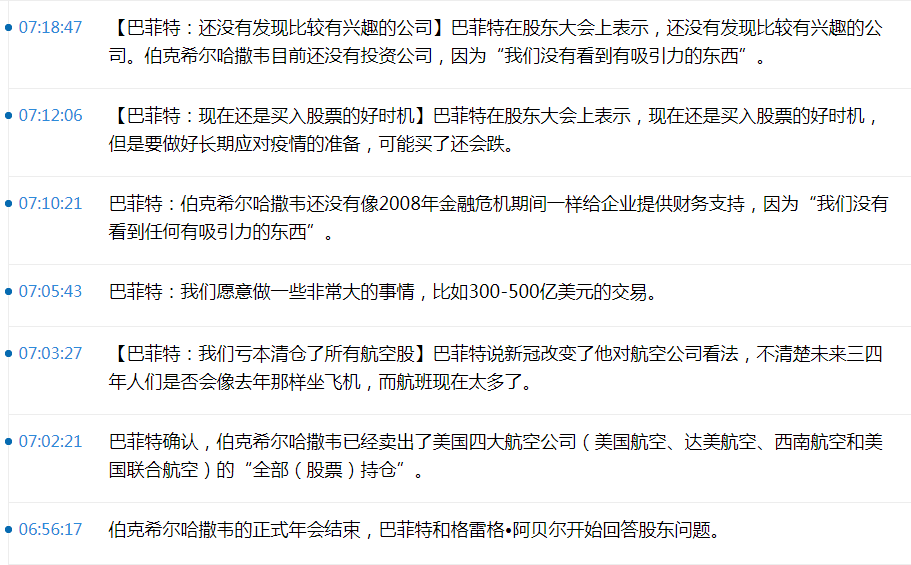 07:18:47 【巴菲特：还没有发现比较有兴趣的公司】巴菲特在股东大会上表示，还没有发现比较有兴趣的公
司。伯克希尔哈撒韦目前还没有投资公司，因为“我们没有看到有吸引力的东西”。
07:12:06 【巴菲特：现在还是买入股票的好时机】巴菲特在股东大会上表示，现在还是买入股票的好时机，
但是要做好长期应对疫情的准备，可能买了还会跌。
07:10:21 巴菲特：伯克希尔哈撒韦还没有像2008年金融危机期间一样给企业提供财务支持，因为“我们没有
看到任何有吸引力的东西”。
07:05:43 巴菲特：我们愿意做一些非常大的事情，比如300-500亿美元的交易。
07:03:27 【巴菲特：我们亏本清仓了所有航空股】巴菲特说新冠改变了他对航空公司看法，不清楚未来三四
年人们是否会像去年那样坐飞机，而航班现在太多了。
07:02:21 巴菲特确认，伯克希尔哈撒韦已经卖出了美国四大航空公司（美国航空、达美航空、西南航空和美
国联合航空）的“全部（股票）持仓”。
06:56:17 伯克希尔哈撒韦的正式年会结束，巴菲特和格雷格•阿贝尔开始回答股东问题。